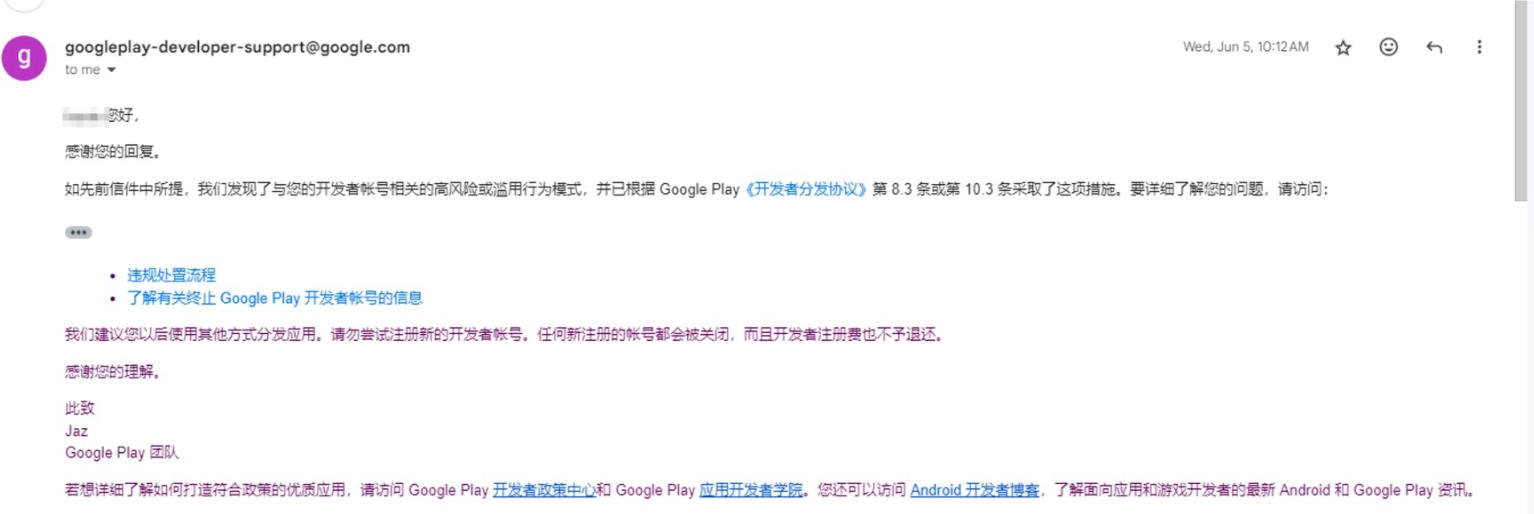 g
googleplay-developer-support@google.com
Wed, Jun 5, 10:12 AM
to me
您好，
感谢您的回复。
如先前信件中所提，我们发现了与您的开发者帐号相关的高风险或滥用行为模式，并已根据 Google Play《开发者分发协议》第 8.3 条或第 10.3 条采取了这项措施。要详细了解您的问题，请访问：
•••
• 违规处置流程
• 了解有关终止 Google Play 开发者帐号的信息
我们建议您以后使用其他方式分发应用。请勿尝试注册新的开发者帐号。任何新注册的帐号都会被关闭，而且开发者注册费也不予退还。
感谢您的理解。
此致
Jaz
Google Play 团队
若想详细了解如何打造符合政策的优质应用，请访问 Google Play 开发者政策中心和 Google Play 应用开发者学院。您还可以访问 Android 开发者博客，了解面向应用和游戏开发者的最新 Android 和 Google Play 资讯。